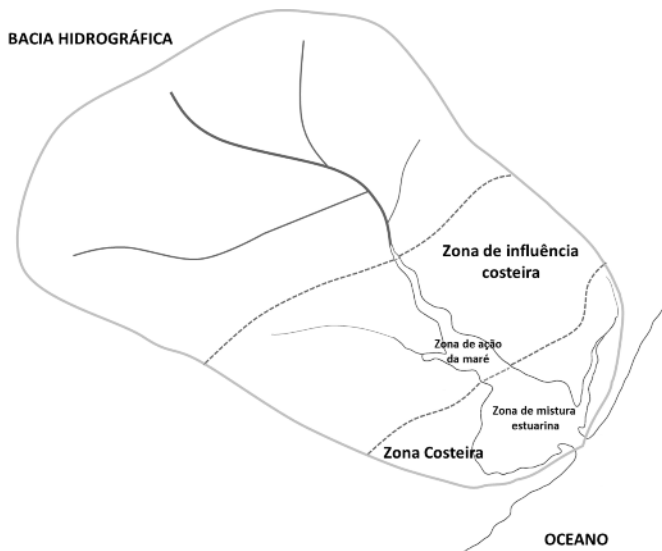 BACIA HIDROGRÁFICA
Zona de influência
costeira
Zona de ação
da maré
Zona de mistura
estuarina
Zona Costeira
OCEANO